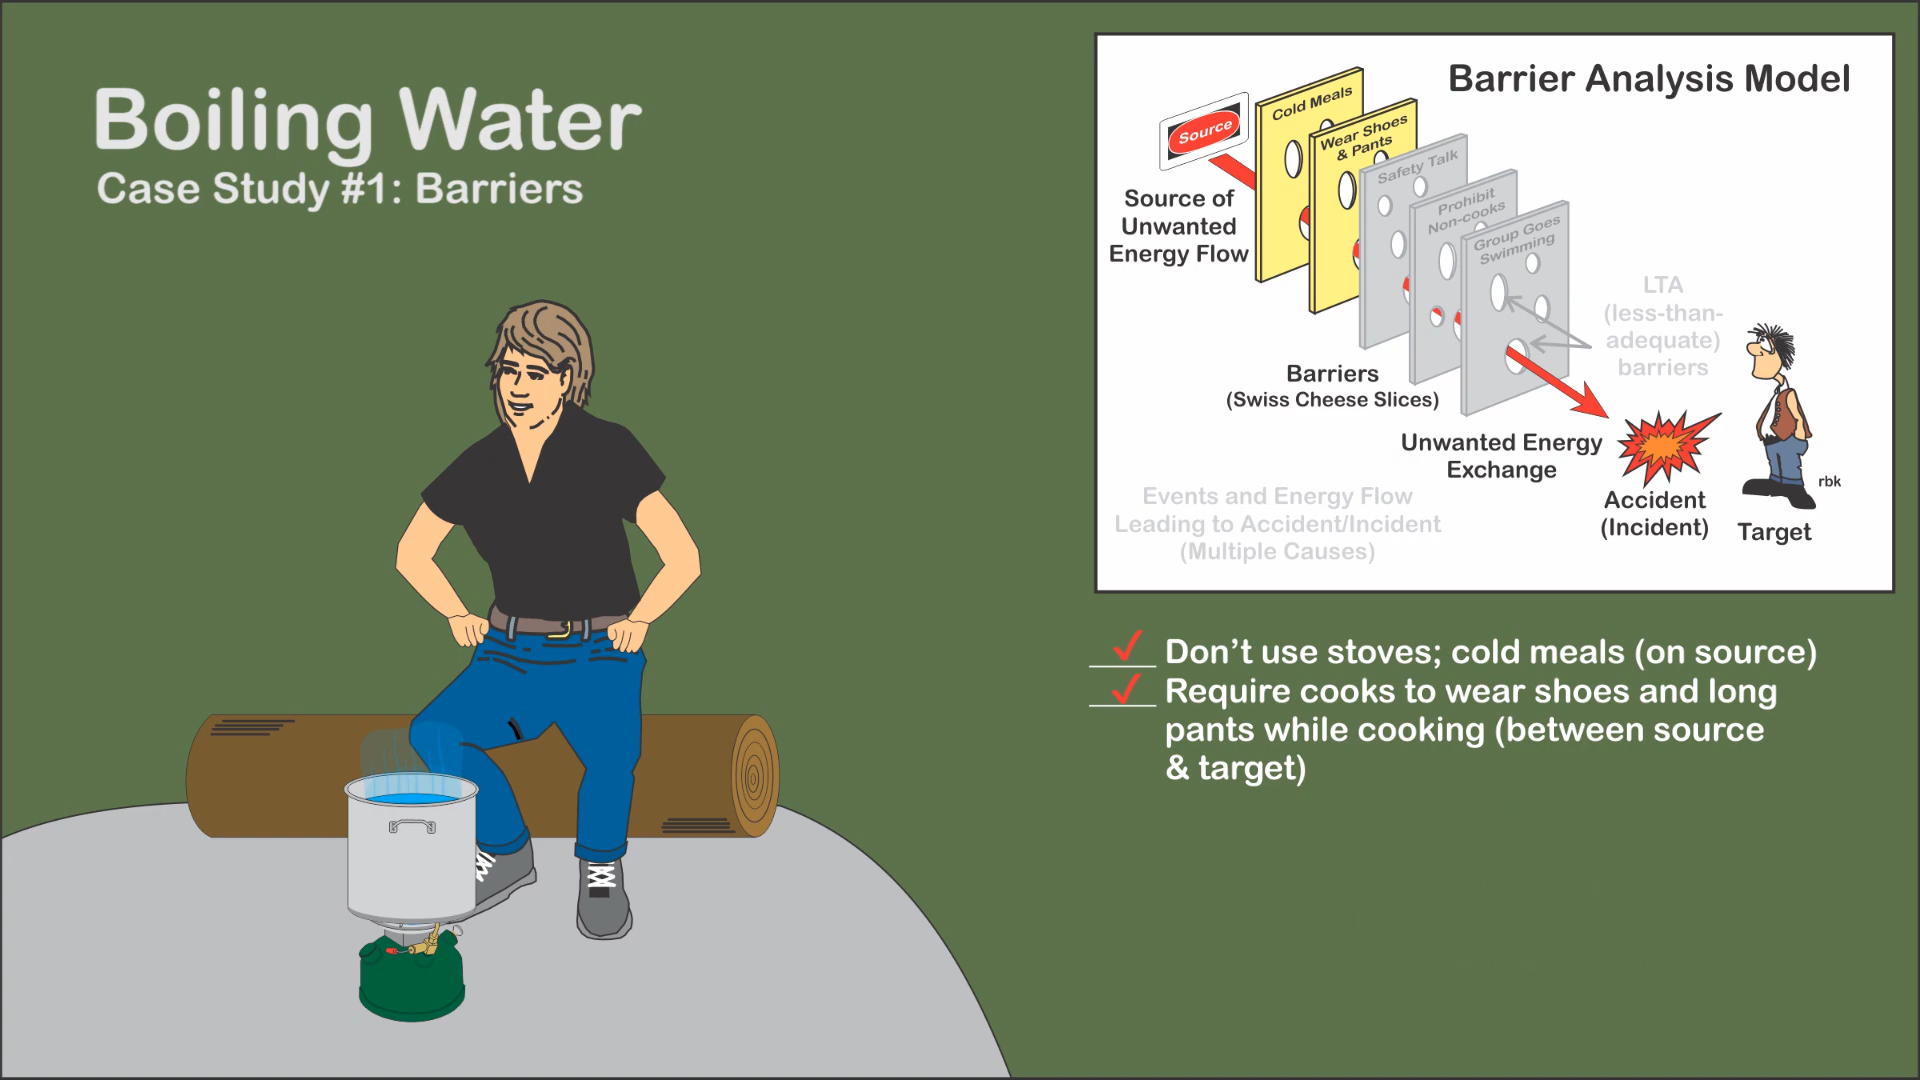 Boiling Water
Case Study #1: Barriers
Barrier Analysis Model
Source
Cold Meals
Wear Shoes
& Pants
Safety Talk
Prohibit
Non-cooks
Group Goes
Swimming
Source of
Unwanted
Energy Flow
LTA
(less-than-
adequate)
barriers
Barriers
(Swiss Cheese Slices)
Unwanted Energy
Exchange
Events and Energy Flow
Leading to Accident/Incident
(Multiple Causes)
Accident
(Incident)
Target
rbk
Don’t use stoves; cold meals (on source)
Require cooks to wear shoes and long
pants while cooking (between source
& target)